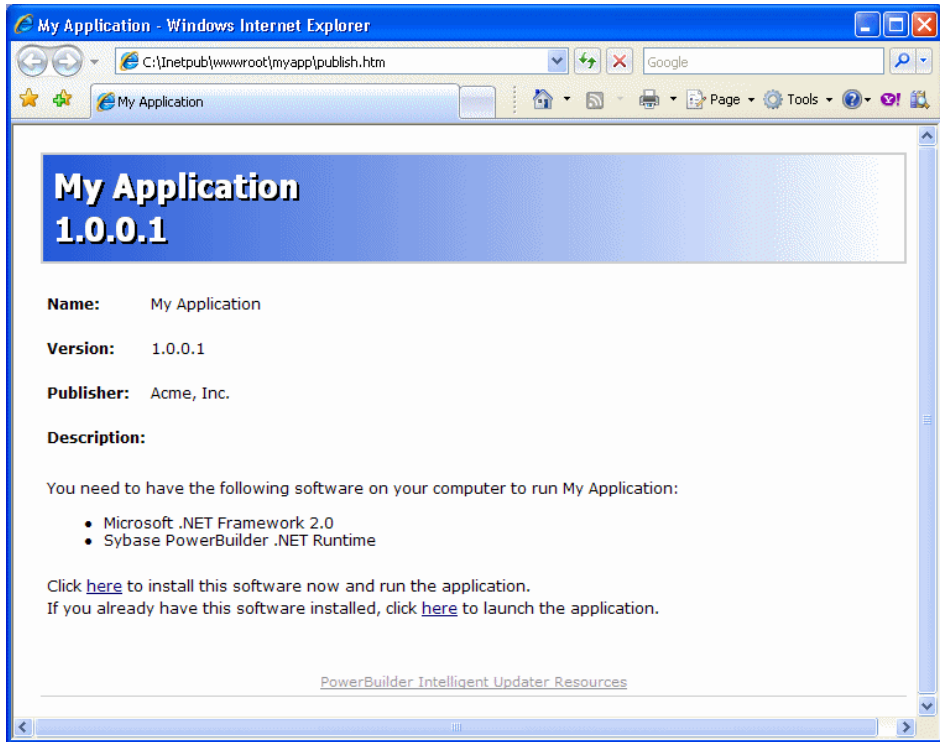 My Application - Windows Internet Explorer
C:\Inetpub\wwwroot\myapp\publish.htm
Google
My Application
Page
Tools
My Application
1.0.0.1
Name: My Application
Version: 1.0.0.1
Publisher: Acme, Inc.
Description:
You need to have the following software on your computer to run My Application:
• Microsoft .NET Framework 2.0
• Sybase PowerBuilder .NET Runtime
Click here to install this software now and run the application.
If you already have this software installed, click here to launch the application.
PowerBuilder Intelligent Updater Resources